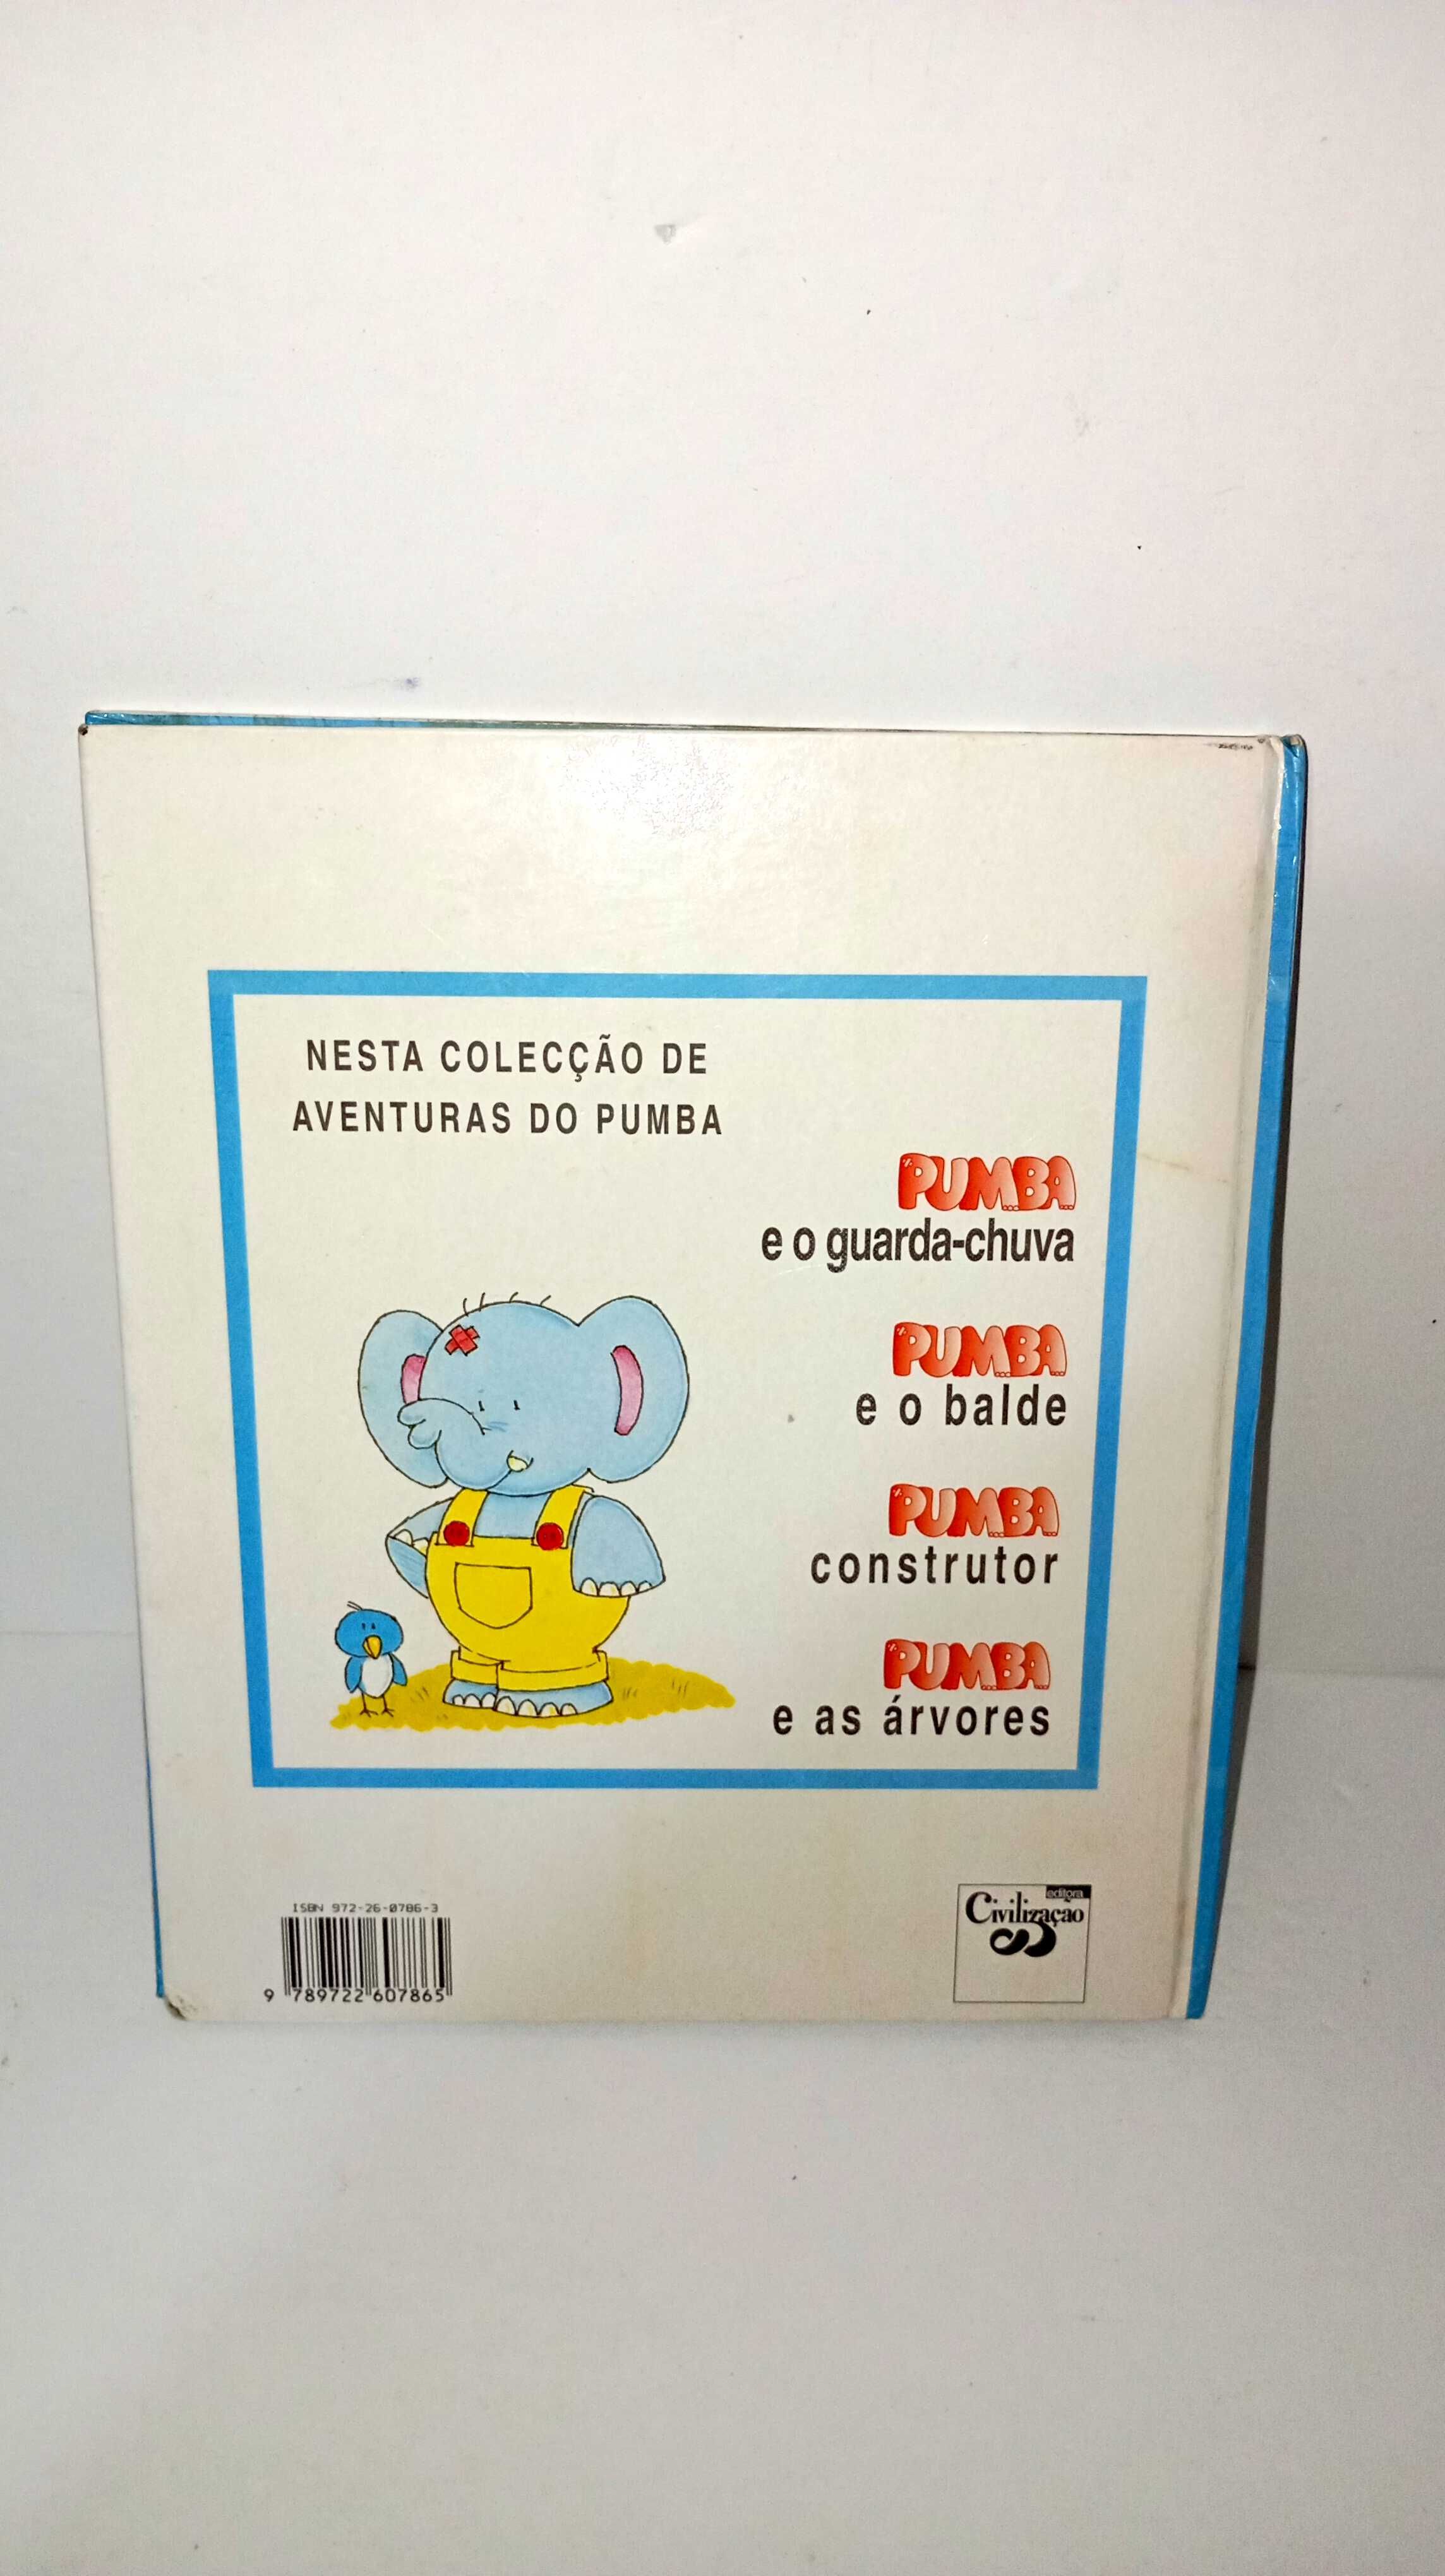 NESTA COLECÇÃO DE
AVENTURAS DO PUMBA
PUMBA
e o guarda-chuva
PUMBA
e o balde
PUMBA
construtor
PUMBA
e as árvores
ISBN 972-26-0786-3
9 789722 607865
editora
Civilização